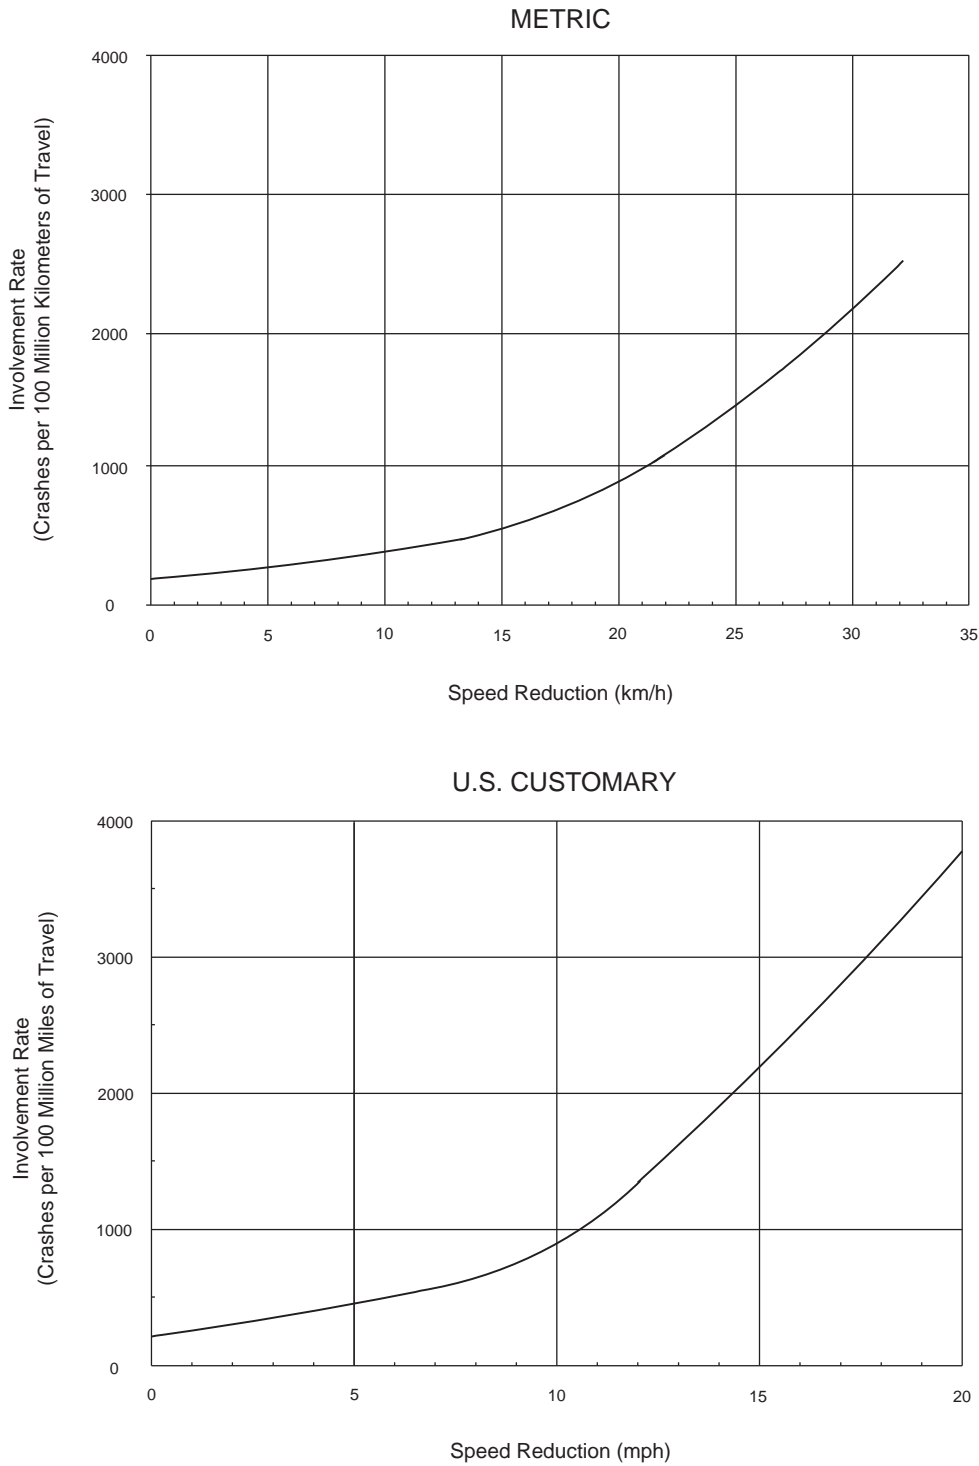 METRIC
4000
3000
2000
1000
0
0 5 10 15 20 25 30 35
Involvement Rate
(Crashes per 100 Million Kilometers of Travel)
Speed Reduction (km/h)
U.S. CUSTOMARY
4000
3000
2000
1000
0
0 5 10 15 20
Involvement Rate
(Crashes per 100 Million Miles of Travel)
Speed Reduction (mph)